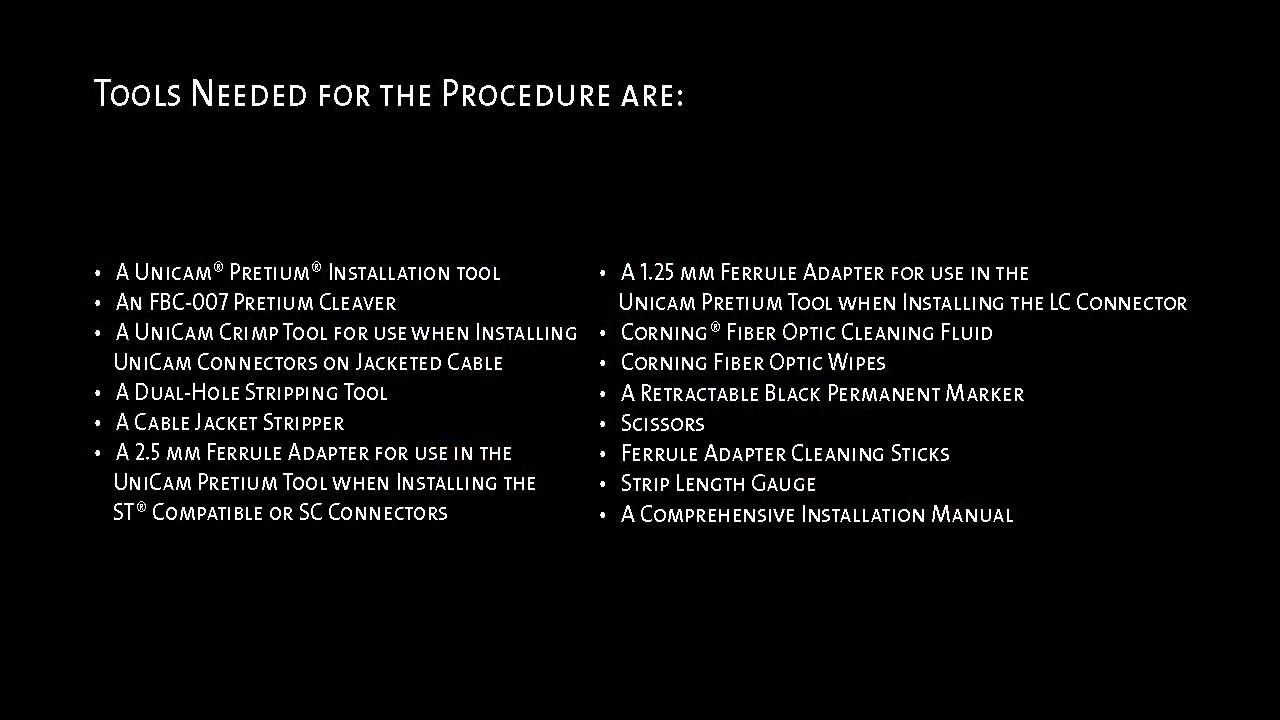 Tools Needed for the Procedure are:
• A Unicam® Pretium® Installation tool
• An FBC-007 Pretium Cleaver
• A UniCam Crimp Tool for use when Installing
UniCam Connectors on Jacketed Cable
• A Dual-Hole Stripping Tool
• A Cable Jacket Stripper
• A 2.5 mm Ferrule Adapter for use in the
UniCam Pretium Tool when Installing the
ST® Compatible or SC Connectors
• A 1.25 mm Ferrule Adapter for use in the
Unicam Pretium Tool when Installing the LC Connector
• Corning® Fiber Optic Cleaning Fluid
• Corning Fiber Optic Wipes
• A Retractable Black Permanent Marker
• Scissors
• Ferrule Adapter Cleaning Sticks
• Strip Length Gauge
• A Comprehensive Installation Manual